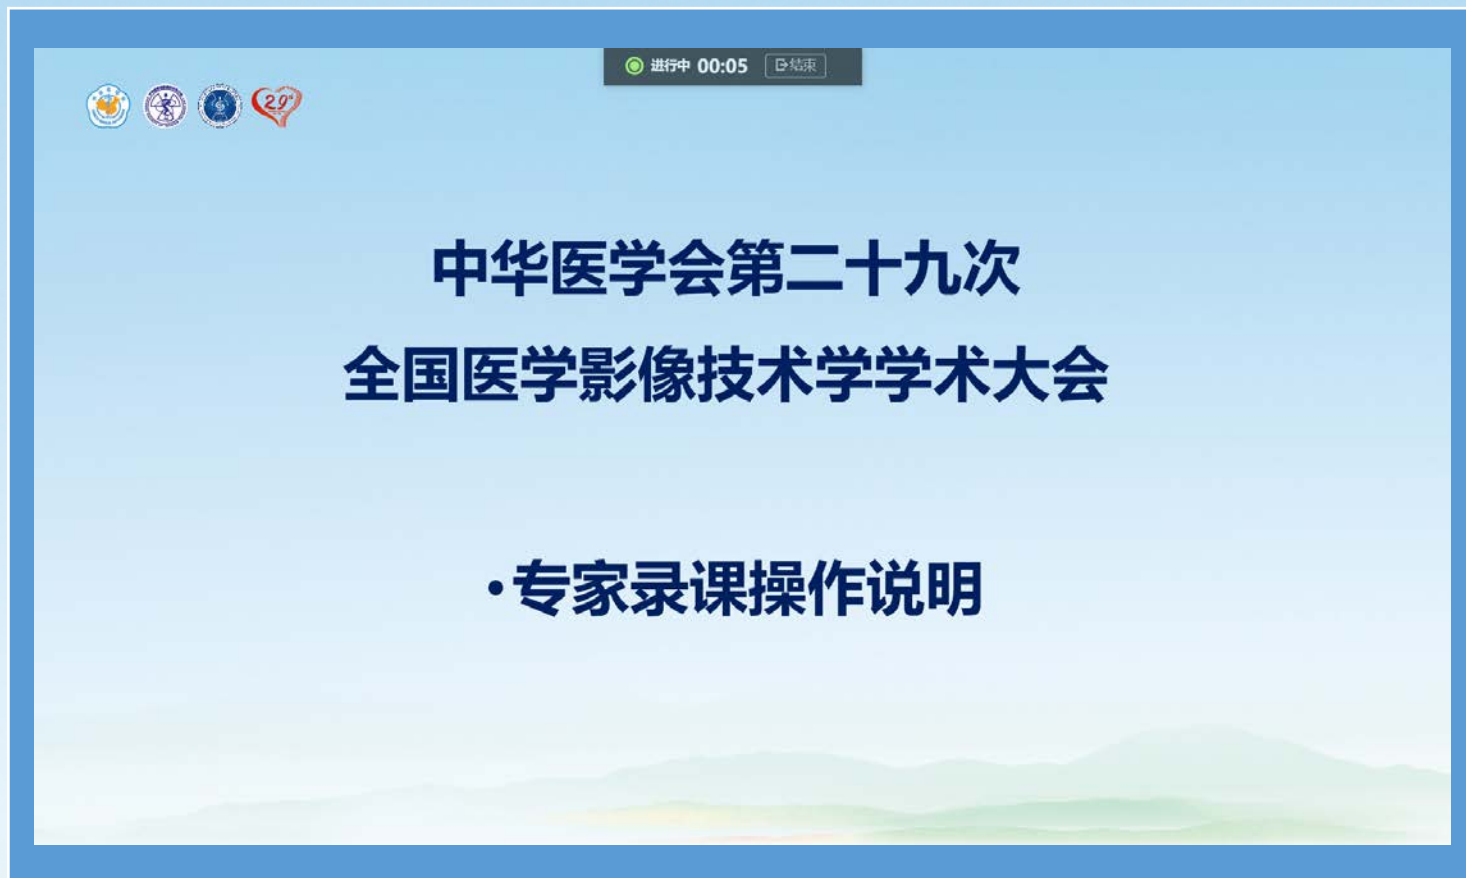 进行中 00:05 结束
29th
中华医学会第二十九次
全国医学影像技术学学术大会
•专家录课操作说明